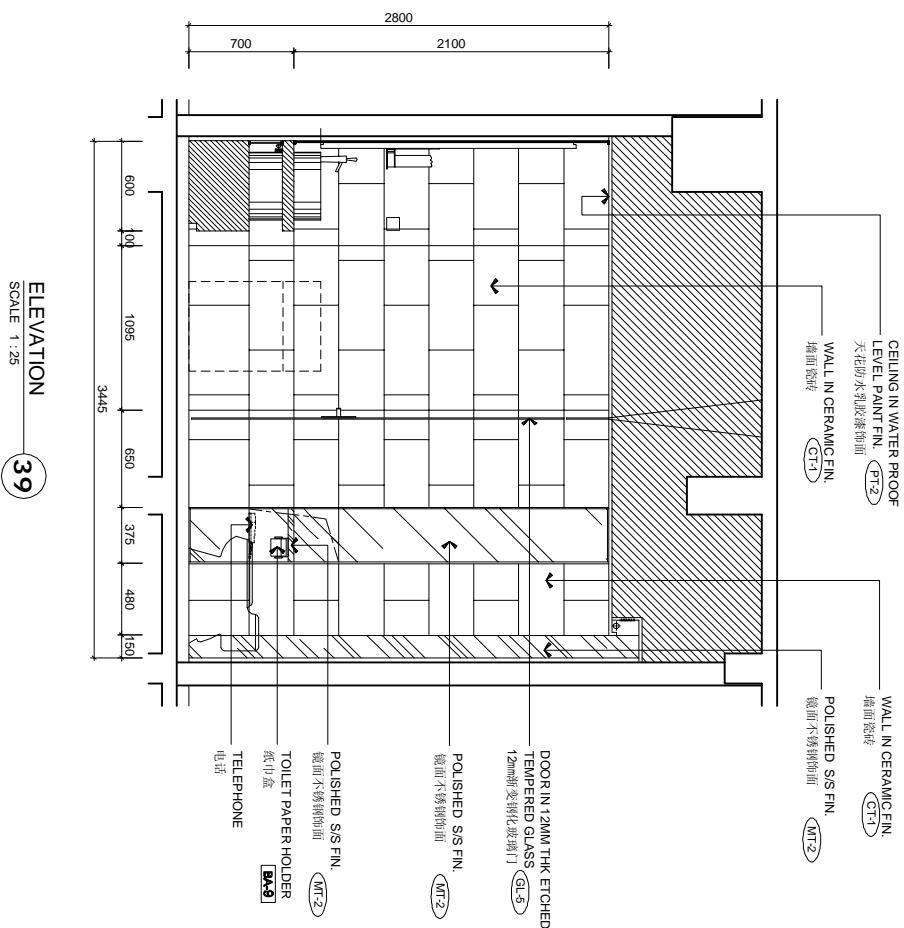 CEILING IN WATER PROOF
LEVEL PAINT FIN. PT-2
天花防水乳胶漆饰面
WALL IN CERAMIC FIN.
墙面瓷砖 CT-1
WALL IN CERAMIC FIN.
墙面瓷砖 CT-1
POLISHED S/S FIN.
镜面不锈钢饰面 MT-2
DOOR IN 12MM THK ETCHED
TEMPERED GLASS
12mm渐变钢化玻璃门 GL-5
POLISHED S/S FIN.
镜面不锈钢饰面 MT-2
POLISHED S/S FIN.
镜面不锈钢饰面 MT-2
TOILET PAPER HOLDER
纸巾盒 BA-9
TELEPHONE
电话
2800
2100
700
600
100
1095
650
375
480
150
3445
ELEVATION
SCALE 1:25
39